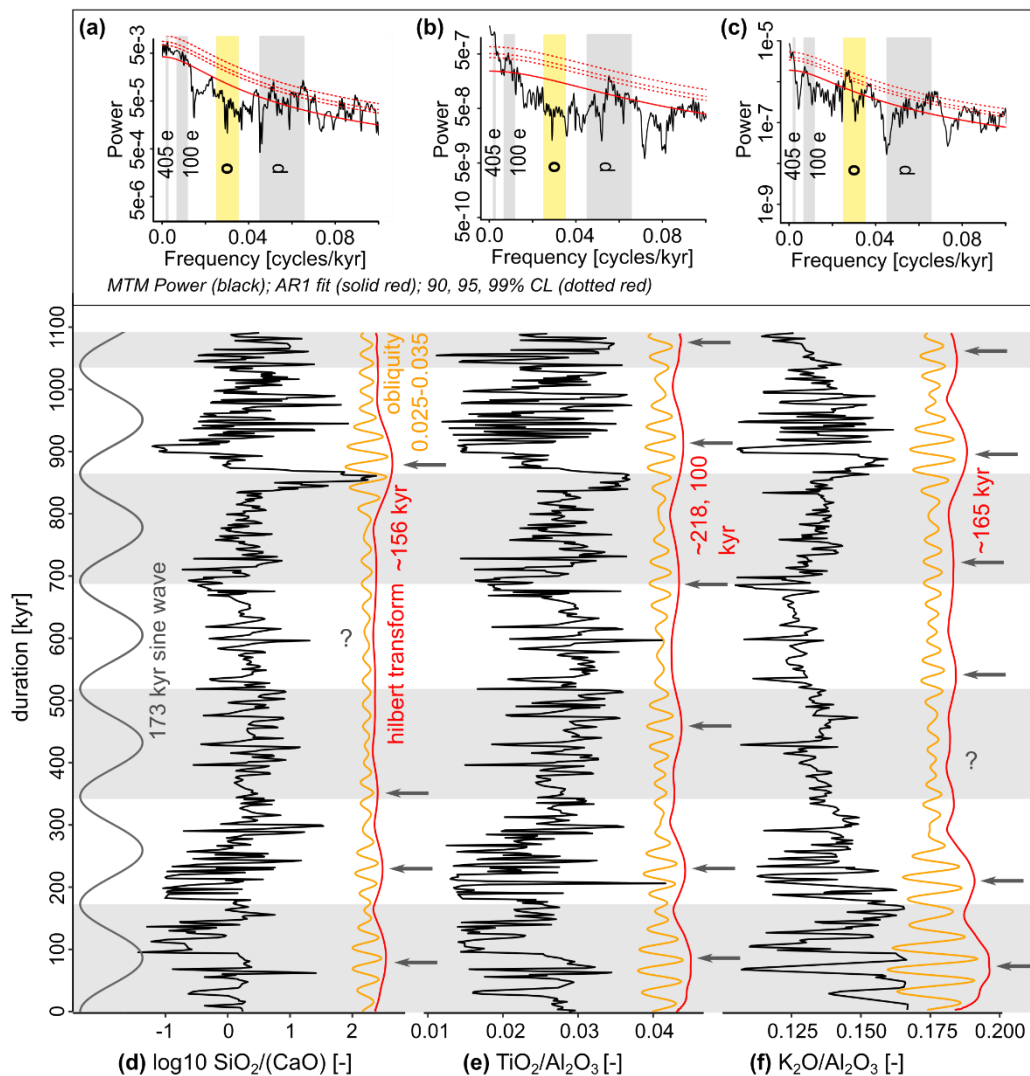 (a)
(b)
(c)
Power
5e-3
5e-5
5e-4
5e-6
405 e
100 e
o
p
0.0
0.04
0.08
Frequency [cycles/kyr]
Power
5e-7
5e-8
5e-9
5e-10
405 e
100 e
o
p
0.0
0.04
0.08
Frequency [cycles/kyr]
Power
1e-5
1e-7
1e-9
405 e
100 e
o
p
0.0
0.04
0.08
Frequency [cycles/kyr]
MTM Power (black); AR1 fit (solid red); 90, 95, 99% CL (dotted red)
duration [kyr]
1100
1000
900
800
700
600
500
400
300
200
100
0
173 kyr sine wave
obliquity
0.025-0.035
hilbert transform ~156 kyr
?
~218, 100
kyr
~165 kyr
?
-1 0 1 2
0.01 0.02 0.03 0.04
0.125 0.150 0.175 0.200
(d) log10 SiO₂/(CaO) [-]
(e) TiO₂/Al₂O₃ [-]
(f) K₂O/Al₂O₃ [-]